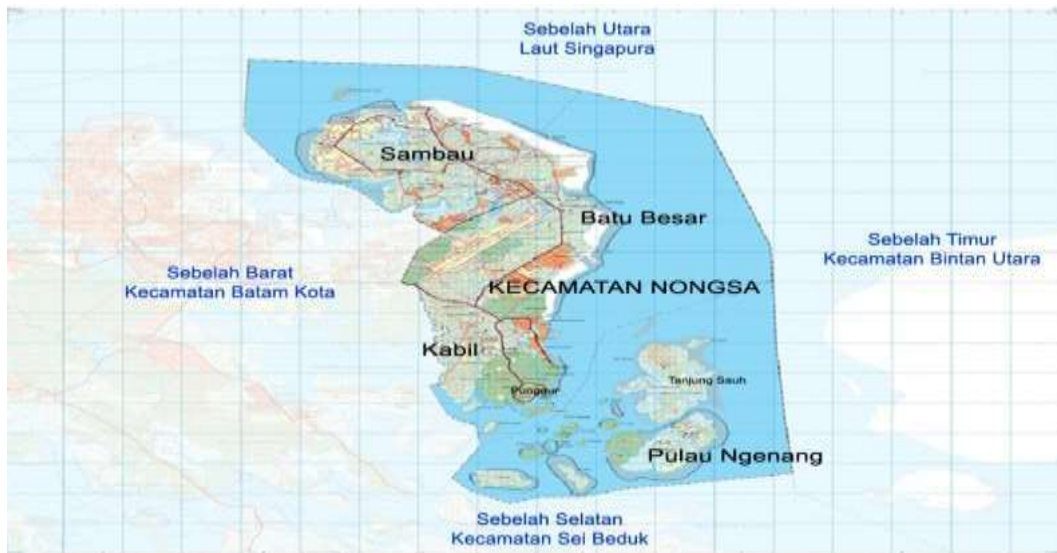 Sebelah Utara
Laut Singapura
Sambau
Batu Besar
Sebelah Timur
Kecamatan Bintan Utara
Sebelah Barat
Kecamatan Batam Kota
KECAMATAN NONGSA
Kabil
Tanjung Sauh
Punggur
Pulau Ngenang
Sebelah Selatan
Kecamatan Sei Beduk